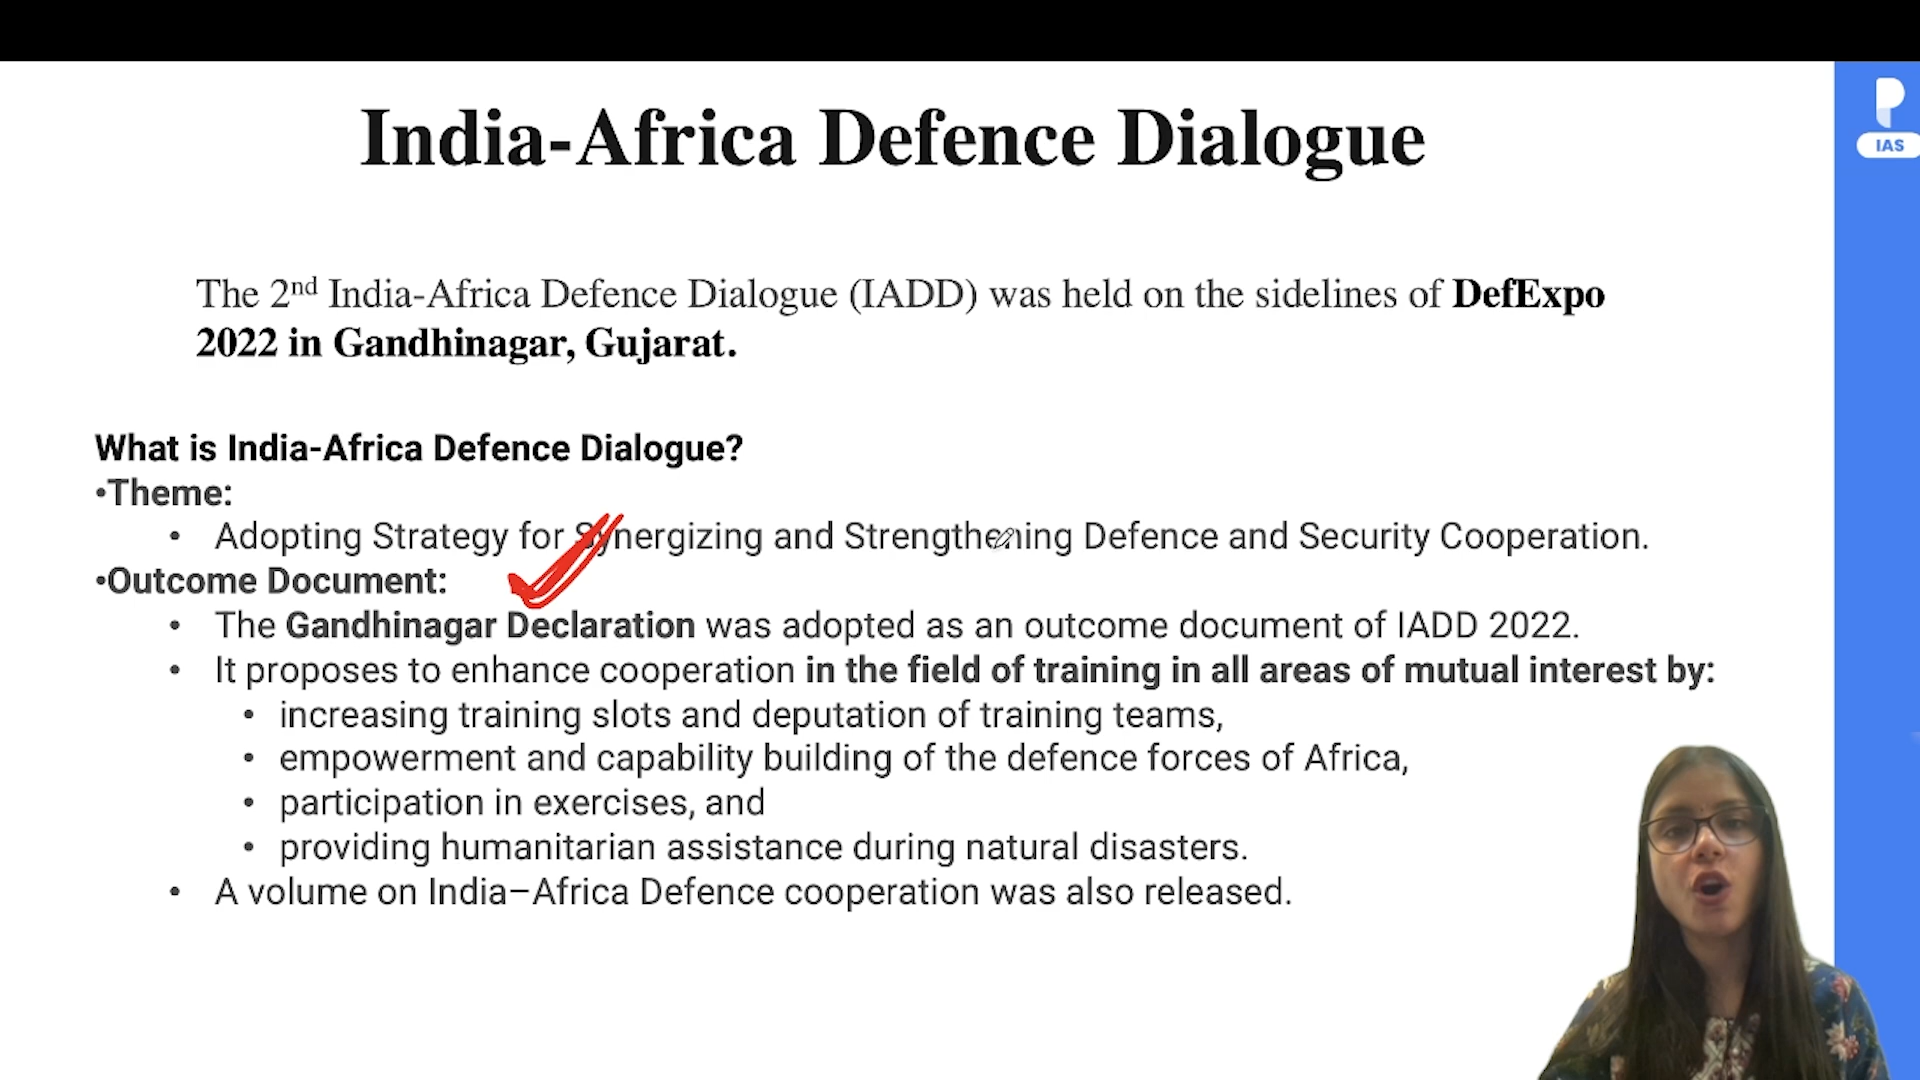 India-Africa Defence Dialogue
IAS
The 2nd India-Africa Defence Dialogue (IADD) was held on the sidelines of DefExpo
2022 in Gandhinagar, Gujarat.
What is India-Africa Defence Dialogue?
•Theme:
• Adopting Strategy for Synergizing and Strengthening Defence and Security Cooperation.
•Outcome Document:
• The Gandhinagar Declaration was adopted as an outcome document of IADD 2022.
• It proposes to enhance cooperation in the field of training in all areas of mutual interest by:
• increasing training slots and deputation of training teams,
• empowerment and capability building of the defence forces of Africa,
• participation in exercises, and
• providing humanitarian assistance during natural disasters.
• A volume on India–Africa Defence cooperation was also released.